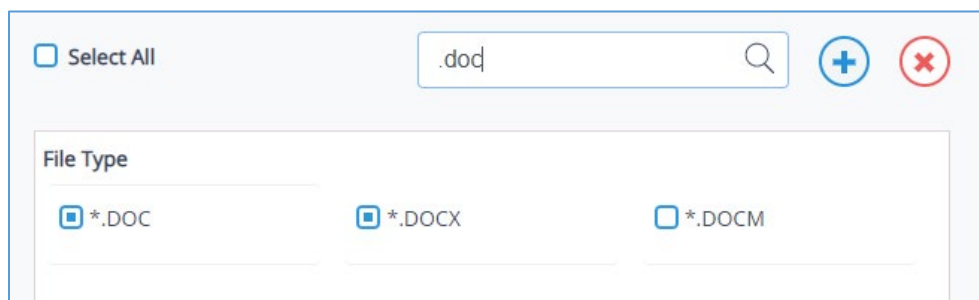 Select All
.doc
File Type
*.DOC
*.DOCX
*.DOCM